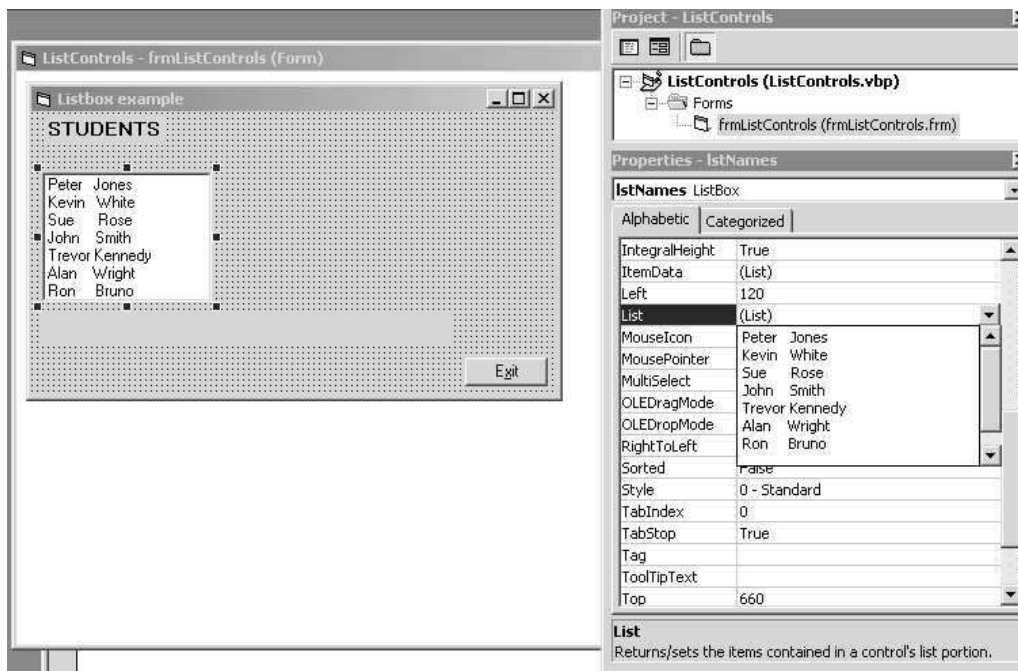 ListControls - frmListControls (Form)
Listbox example
STUDENTS
Peter Jones
Kevin White
Sue Rose
John Smith
Trevor Kennedy
Alan Wright
Ron Bruno
Exit
Project - ListControls
ListControls (ListControls.vbp)
Forms
frmListControls (frmListControls.frm)
Properties - lstNames
lstNames ListBox
Alphabetic Categorized
IntegralHeight True
ItemData (List)
Left 120
List (List)
MouseIcon
MousePointer
MultiSelect
OLEDragMode
OLEDropMode
RightToLeft
Peter Jones
Kevin White
Sue Rose
John Smith
Trevor Kennedy
Alan Wright
Ron Bruno
Sorted False
Style 0 - Standard
TabIndex 0
TabStop True
Tag
ToolTipText
Top 660
List
Returns/sets the items contained in a control's list portion.